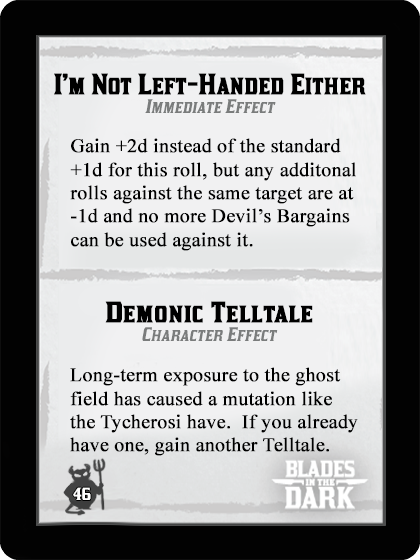 I'm Not Left-Handed Either
Immediate Effect
Gain +2d instead of the standard
+1d for this roll, but any additonal
rolls against the same target are at
-1d and no more Devil's Bargains
can be used against it.
Demonic Telltale
Character Effect
Long-term exposure to the ghost
field has caused a mutation like
the Tycherosi have.  If you already
have one, gain another Telltale.
46
BLADES
IN THE
DARK